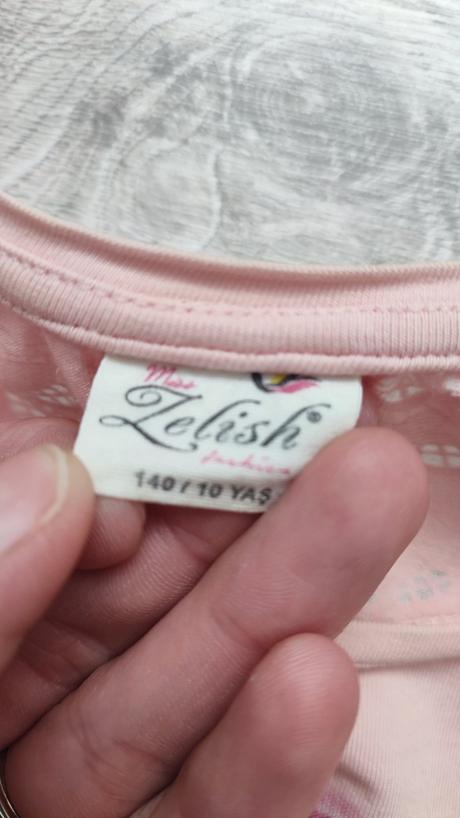 Miss
Zelish®
fashion
140 / 10 YAŞ